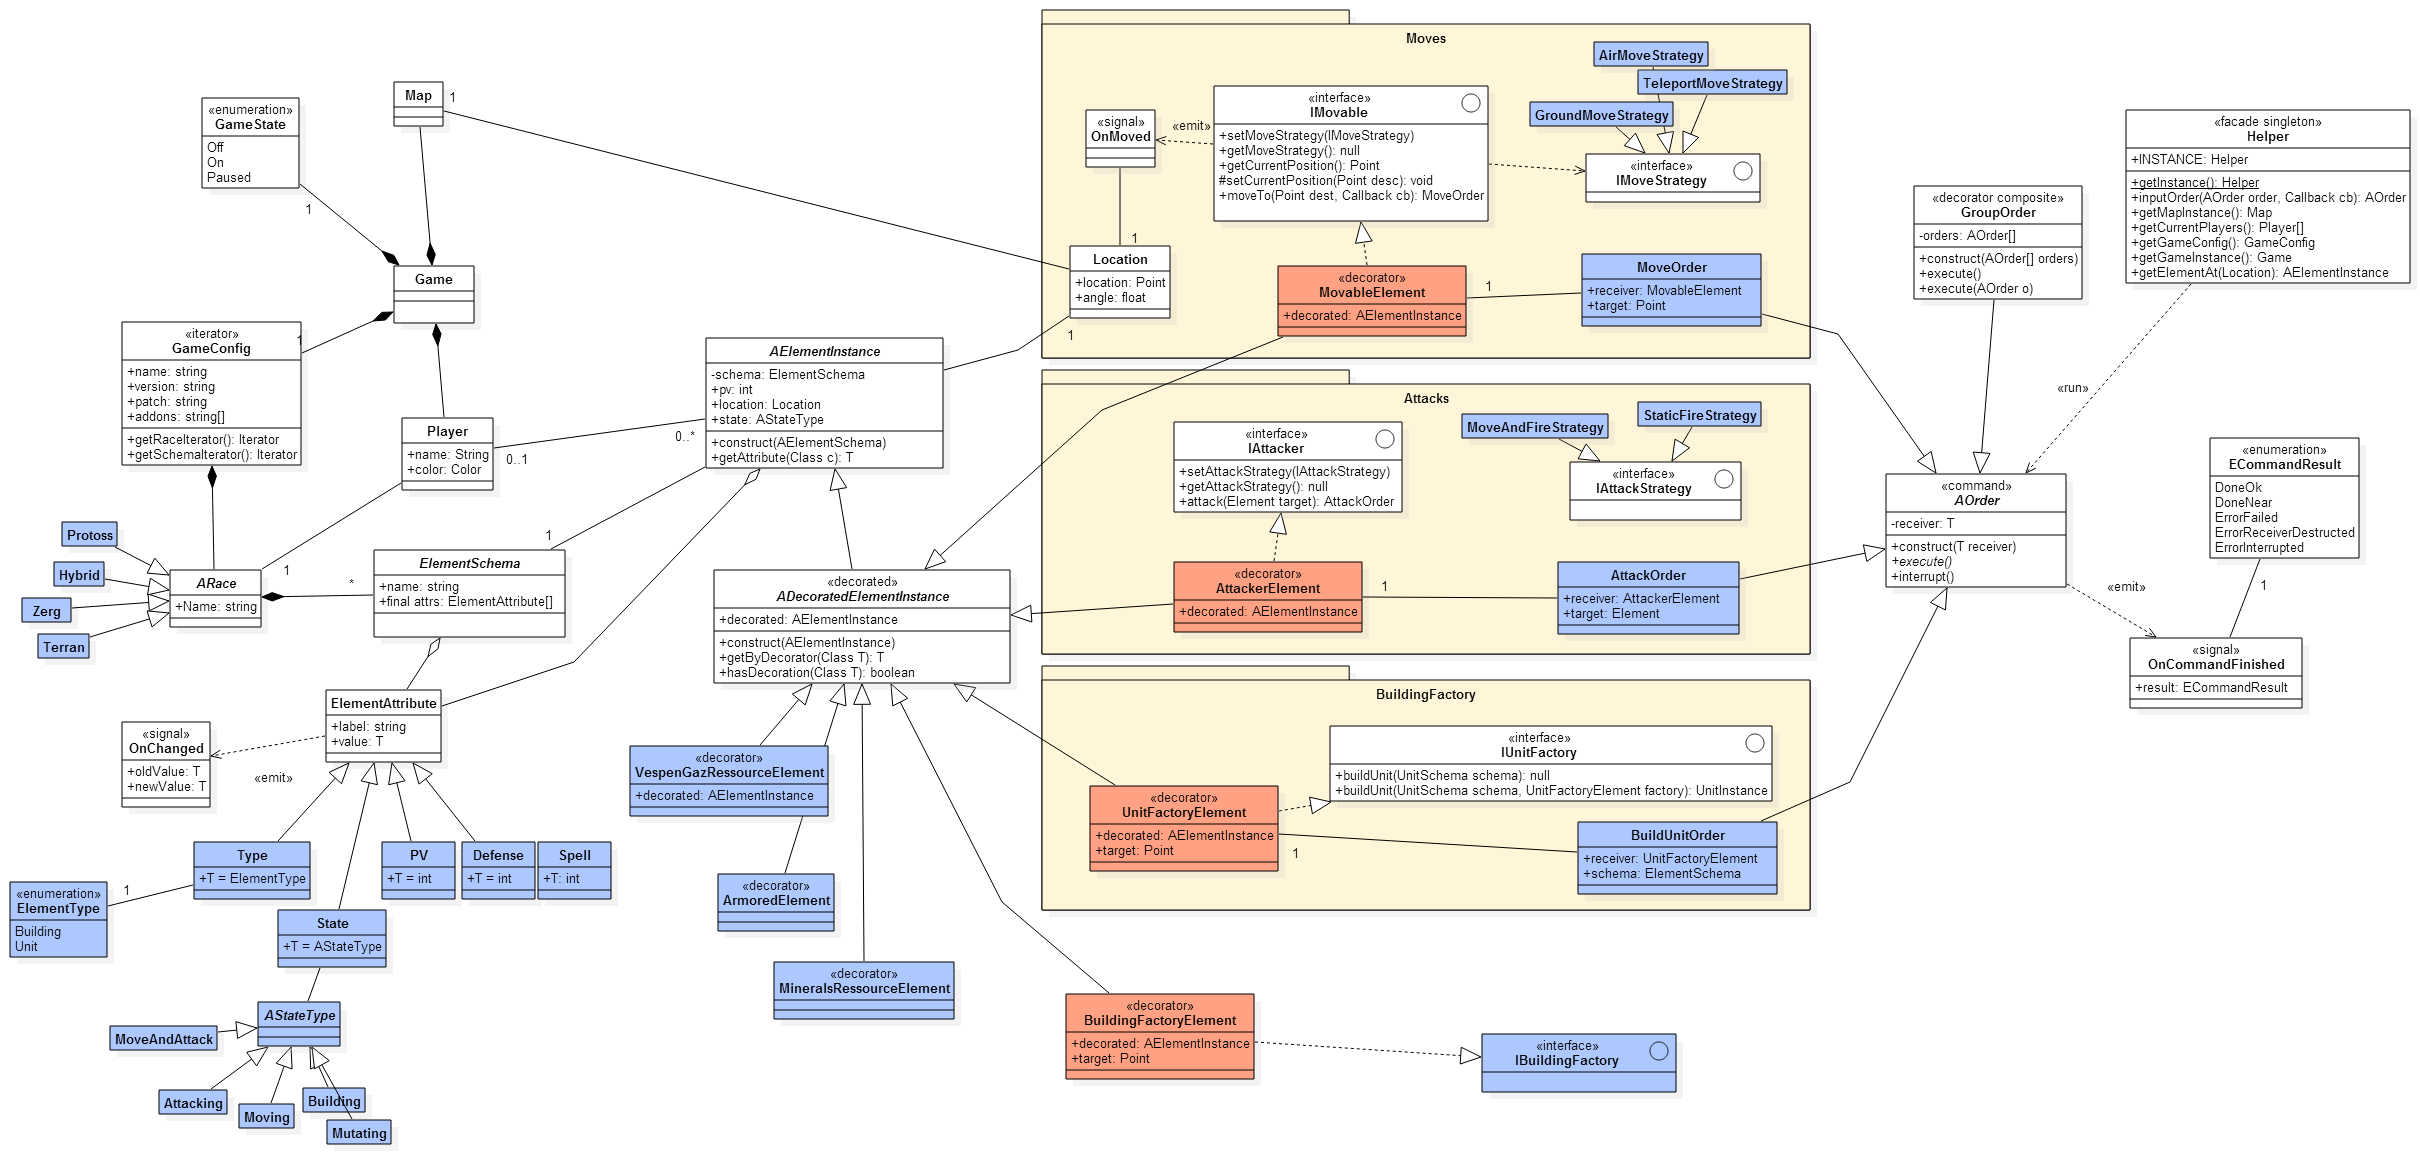 Map
1
«enumeration»
GameState
Off
On
Paused
1
Game
«iterator»
GameConfig
+name: string
+version: string
+patch: string
+addons: string[]
+getRaceIterator(): Iterator
+getSchemaIterator(): Iterator
1
Player
+name: String
+color: Color
0..1
0..*
AElementInstance
-schema: ElementSchema
+pv: int
+location: Location
+state: AStateType
+construct(AElementSchema)
+getAttribute(Class c): T
1
Protoss
Hybrid
Zerg
Terran
ARace
+Name: string
1
*
ElementSchema
+name: string
+final attrs: ElementAttribute[]
1
ElementAttribute
+label: string
+value: T
«signal»
OnChanged
+oldValue: T
+newValue: T
«emit»
Type
+T = ElementType
PV
+T = int
Defense
+T = int
Spell
+T: int
«enumeration»
ElementType
Building
Unit
1
State
+T = AStateType
AStateType
MoveAndAttack
Attacking
Moving
Building
Mutating
«decorated»
ADecoratedElementInstance
+decorated: AElementInstance
+construct(AElementInstance)
+getByDecorator(Class T): T
+hasDecoration(Class T): boolean
«decorator»
VespenGazRessourceElement
+decorated: AElementInstance
«decorator»
ArmoredElement
«decorator»
MineralsRessourceElement
Moves
«signal»
OnMoved
«emit»
«interface»
IMovable
+setMoveStrategy(IMoveStrategy)
+getMoveStrategy(): null
+getCurrentPosition(): Point
#setCurrentPosition(Point desc): void
+moveTo(Point dest, Callback cb): MoveOrder
AirMoveStrategy
TeleportMoveStrategy
GroundMoveStrategy
«interface»
IMoveStrategy
1
Location
+location: Point
+angle: float
1
«decorator»
MovableElement
+decorated: AElementInstance
1
MoveOrder
+receiver: MovableElement
+target: Point
Attacks
«interface»
IAttacker
+setAttackStrategy(IAttackStrategy)
+getAttackStrategy(): null
+attack(Element target): AttackOrder
MoveAndFireStrategy
StaticFireStrategy
«interface»
IAttackStrategy
«decorator»
AttackerElement
+decorated: AElementInstance
1
AttackOrder
+receiver: AttackerElement
+target: Element
BuildingFactory
«interface»
IUnitFactory
+buildUnit(UnitSchema schema): null
+buildUnit(UnitSchema schema, UnitFactoryElement factory): UnitInstance
«decorator»
UnitFactoryElement
+decorated: AElementInstance
+target: Point
1
BuildUnitOrder
+receiver: UnitFactoryElement
+schema: ElementSchema
«decorator»
BuildingFactoryElement
+decorated: AElementInstance
+target: Point
«interface»
IBuildingFactory
«decorator composite»
GroupOrder
-orders: AOrder[]
+construct(AOrder[] orders)
+execute()
+execute(AOrder o)
«facade singleton»
Helper
+INSTANCE: Helper
+getInstance(): Helper
+inputOrder(AOrder order, Callback cb): AOrder
+getMapInstance(): Map
+getCurrentPlayers(): Player[]
+getGameConfig(): GameConfig
+getGameInstance(): Game
+getElementAt(Location): AElementInstance
«run»
«command»
AOrder
-receiver: T
+construct(T receiver)
+execute()
+interrupt()
«emit»
«enumeration»
ECommandResult
DoneOk
DoneNear
ErrorFailed
ErrorReceiverDestructed
ErrorInterrupted
1
«signal»
OnCommandFinished
+result: ECommandResult